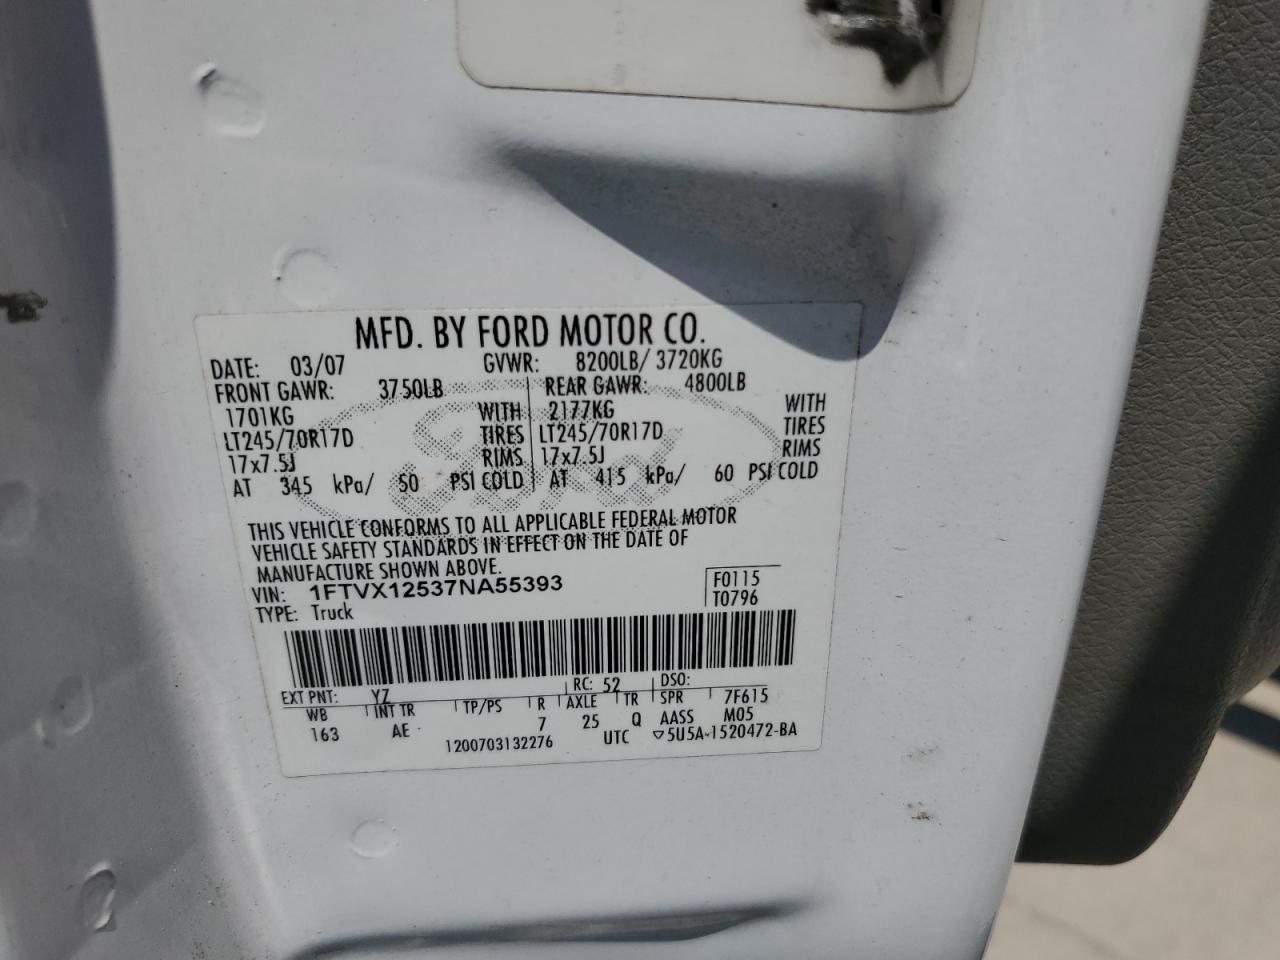 MFD. BY FORD MOTOR CO.
DATE: 03/07 GVWR: 8200LB/ 3720KG
FRONT GAWR: 3750LB REAR GAWR: 4800LB
1701KG WITH 2177KG WITH
LT245/70R17D TIRES LT245/70R17D TIRES
17x7.5J RIMS 17x7.5J RIMS
AT 345 kPa/ 50 PSI COLD AT 415 kPa/ 60 PSI COLD
Ford
THIS VEHICLE CONFORMS TO ALL APPLICABLE FEDERAL MOTOR
VEHICLE SAFETY STANDARDS IN EFFECT ON THE DATE OF
MANUFACTURE SHOWN ABOVE.
VIN: 1FTVX12537NA55393 F0115
TYPE: Truck T0796
EXT PNT: YZ RC: 52 DSO:
WB INT TR TP/PS R AXLE TR SPR 7F615
163 AE 7 25 Q AASS M05
1200703132276 UTC ▽5U5A-1520472-BA